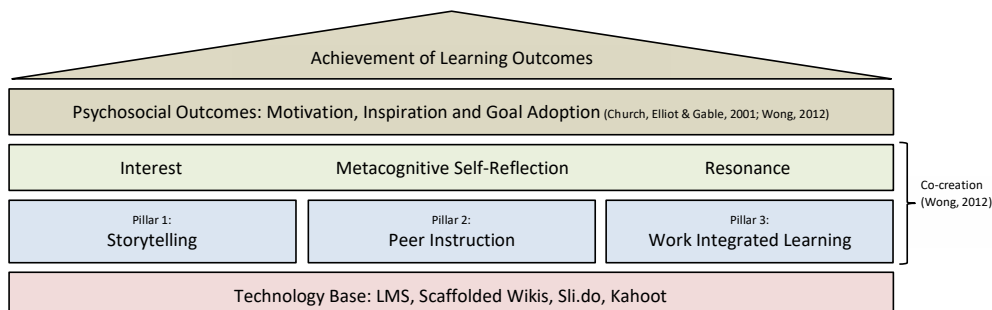 Achievement of Learning Outcomes
Psychosocial Outcomes: Motivation, Inspiration and Goal Adoption (Church, Elliot & Gable, 2001; Wong, 2012)
Interest
Metacognitive Self-Reflection
Resonance
Co-creation
(Wong, 2012)
Pillar 1:
Storytelling
Pillar 2:
Peer Instruction
Pillar 3:
Work Integrated Learning
Technology Base: LMS, Scaffolded Wikis, Sli.do, Kahoot